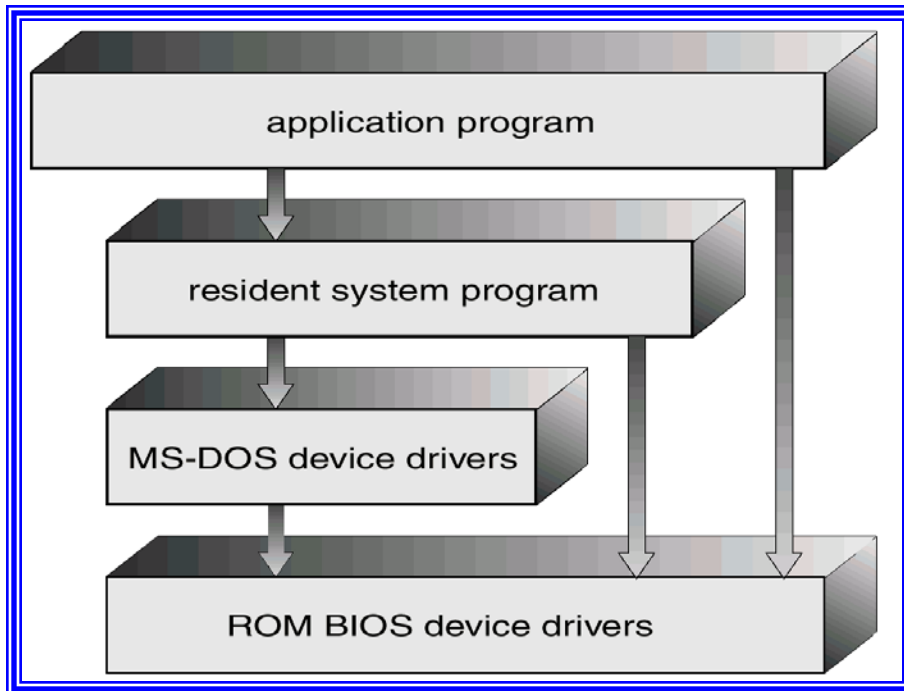 application program
resident system program
MS-DOS device drivers
ROM BIOS device drivers